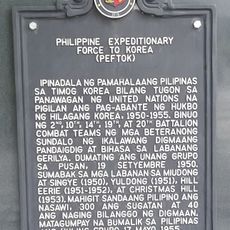 PHILIPPINE EXPEDITIONARY
FORCE TO KOREA
(PEFTOK)
IPINADALA NG PAMAHALAANG PILIPINAS
SA TIMOG KOREA BILANG TUGON SA
PANAWAGAN NG UNITED NATIONS NA
PIGILAN ANG PAG-ABANTE NG HUKBO
NG HILAGANG KOREA, 1950-1955. BINUO
NG 2ND, 10TH, 14TH, 19TH, AT 20TH BATTALION
COMBAT TEAMS NG MGA BETERANONG
SUNDALO NG IKALAWANG DIGMAANG
PANDAIGDIG AT BIHASA SA LABANANG
GERILYA. DUMATING ANG UNANG GRUPO
SA PUSAN, 19 SETYEMBRE 1950.
SUMABAK SA MGA LABANAN SA MIUDONG
AT SINGYE (1950), YULDONG (1951), HILL
EERIE (1951-1952), AT CHRISTMAS HILL
(1953). MAHIGIT SANDAANG PILIPINO ANG
NASAWI, 300 ANG SUGATAN AT 40
ANG NAGING BILANGGO NG DIGMAAN.
MATAGUMPAY NA BUMALIK SA PILIPINAS
GRUPO 17 MAYO 1955